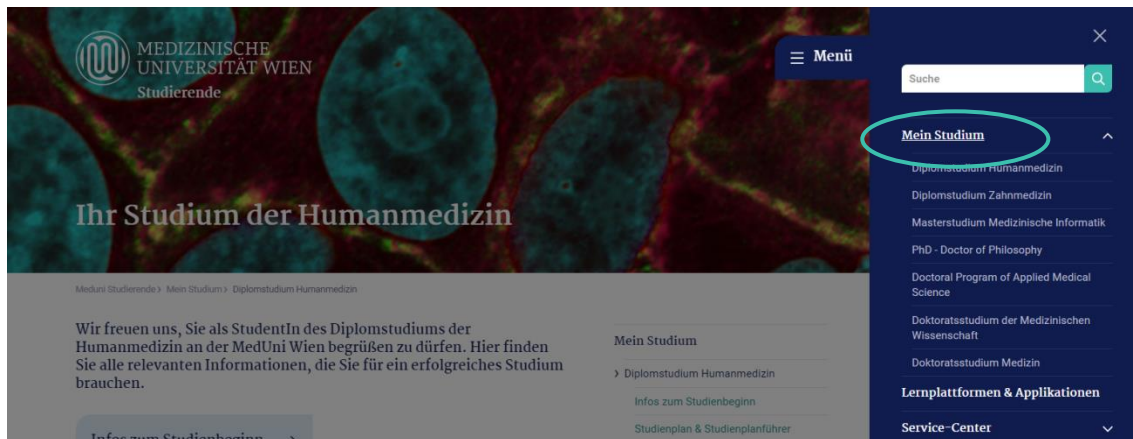 MEDIZINISCHE
UNIVERSITÄT WIEN
Studierende
Menü
Ihr Studium der Humanmedizin
Meduni Studierende > Mein Studium > Diplomstudium Humanmedizin
Wir freuen uns, Sie als StudentIn des Diplomstudiums der
Humanmedizin an der MedUni Wien begrüßen zu dürfen. Hier finden
Sie alle relevanten Informationen, die Sie für ein erfolgreiches Studium
brauchen.
Infos zum Studienbeginn
Mein Studium
> Diplomstudium Humanmedizin
Infos zum Studienbeginn
Studienplan & Studienplanführer
Suche
Mein Studium
Diplomstudium Humanmedizin
Diplomstudium Zahnmedizin
Masterstudium Medizinische Informatik
PhD - Doctor of Philosophy
Doctoral Program of Applied Medical
Science
Doktoratsstudium der Medizinischen
Wissenschaft
Doktoratsstudium Medizin
Lernplattformen & Applikationen
Service-Center